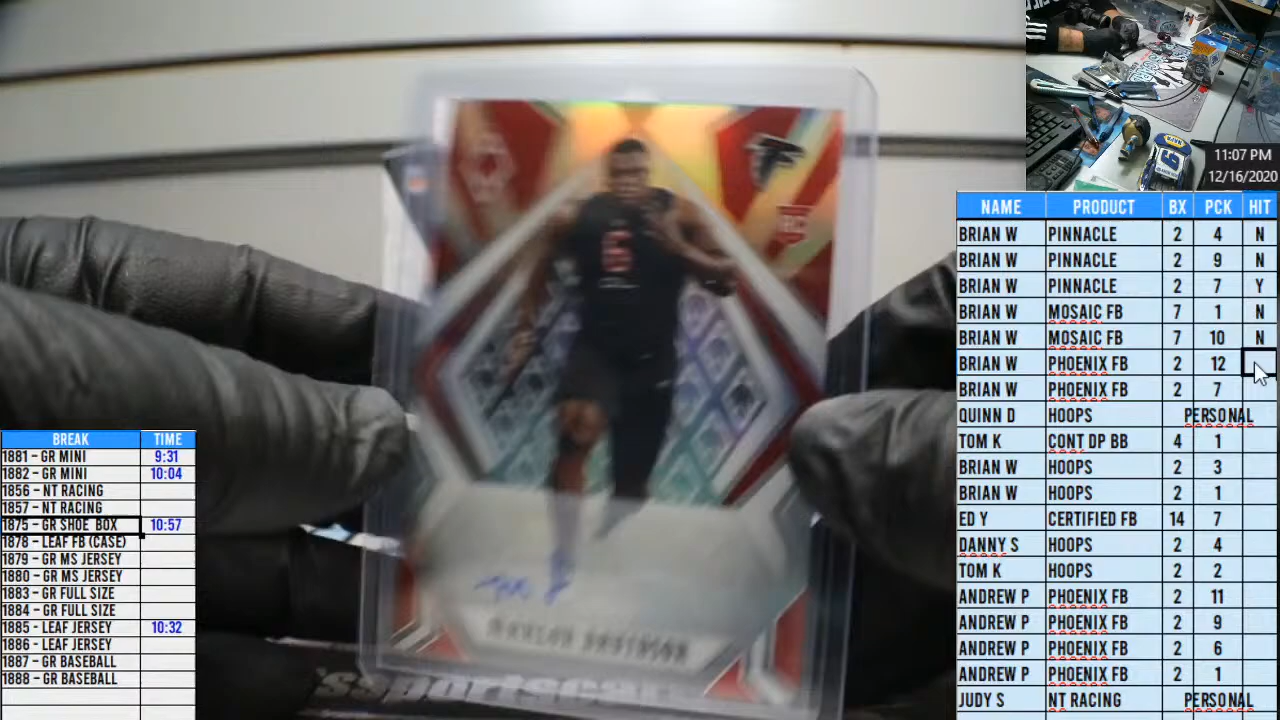 11:07 PM
12/16/2020
NAME PRODUCT BX PCK HIT
BRIAN W PINNACLE 2 4 N
BRIAN W PINNACLE 2 9 N
BRIAN W PINNACLE 2 7 Y
BRIAN W MOSAIC FB 7 1 N
BRIAN W MOSAIC FB 7 10 N
BRIAN W PHOENIX FB 2 12
BRIAN W PHOENIX FB 2 7
QUINN D HOOPS PERSONAL
TOM K CONT DP BB 4 1
BRIAN W HOOPS 2 3
BRIAN W HOOPS 2 1
ED Y CERTIFIED FB 14 7
DANNY S HOOPS 2 4
TOM K HOOPS 2 2
ANDREW P PHOENIX FB 2 11
ANDREW P PHOENIX FB 2 9
ANDREW P PHOENIX FB 2 6
ANDREW P PHOENIX FB 2 1
JUDY S NT RACING PERSONAL
BREAK TIME
1881 - GR MINI 9:31
1882 - GR MINI 10:04
1856 - NT RACING
1857 - NT RACING
1875 - GR SHOE BOX 10:57
1878 - LEAF FB (CASE)
1879 - GR MS JERSEY
1880 - GR MS JERSEY
1883 - GR FULL SIZE
1884 - GR FULL SIZE
1885 - LEAF JERSEY 10:32
1886 - LEAF JERSEY
1887 - GR BASEBALL
1888 - GR BASEBALL